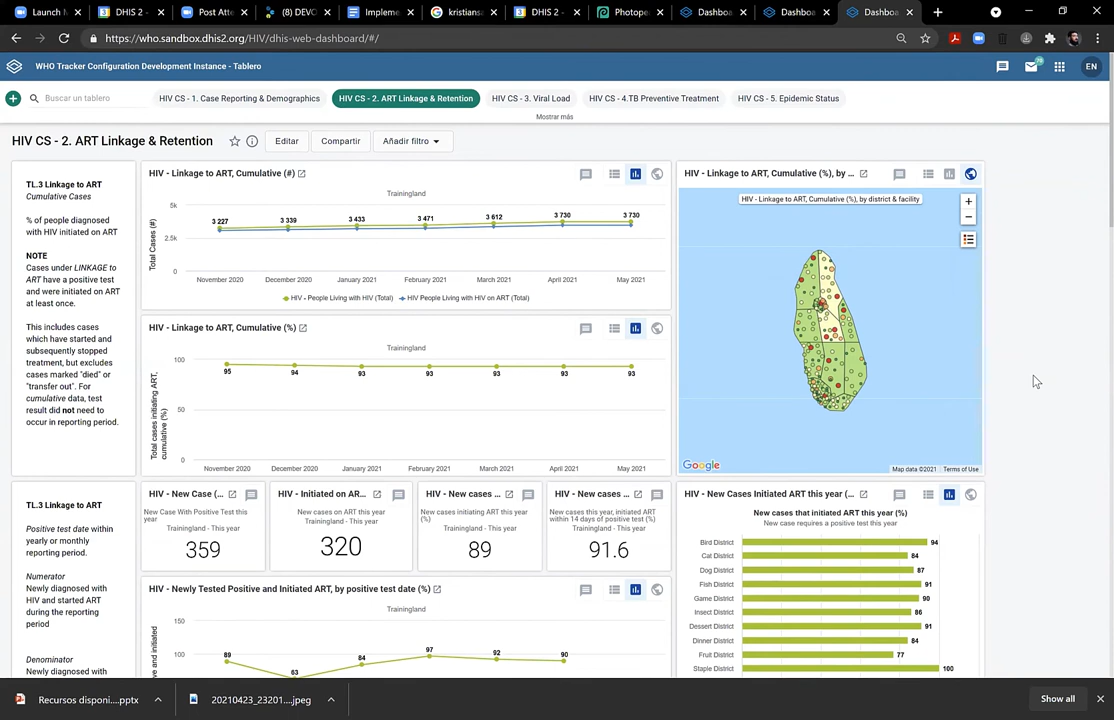 Launch M
DHIS 2 -
Post Atte
(8) DEVC
Impleme
kristiansa
DHIS 2 -
Photopea
Dashboa
Dashboa
Dashboa
https://who.sandbox.dhis2.org/HIV/dhis-web-dashboard/#/
WHO Tracker Configuration Development Instance - Tablero
EN
Buscar un tablero
HIV CS - 1. Case Reporting & Demographics
HIV CS - 2. ART Linkage & Retention
HIV CS - 3. Viral Load
HIV CS - 4.TB Preventive Treatment
HIV CS - 5. Epidemic Status
Mostrar más
HIV CS - 2. ART Linkage & Retention
Editar
Compartir
Añadir filtro
TL.3 Linkage to ART
Cumulative Cases
% of people diagnosed
with HIV initiated on ART
NOTE
Cases under LINKAGE to
ART have a positive test
and were initiated on ART
at least once.
This includes cases
which have started and
subsequently stopped
treatment, but excludes
cases marked "died" or
"transfer out". For
cumulative data, test
result did not need to
occur in reporting period.
HIV - Linkage to ART, Cumulative (#)
Trainingland
Total Cases (#)
5k
2.5k
0
3 227
3 339
3 433
3 471
3 612
3 730
3 730
November 2020
December 2020
January 2021
February 2021
March 2021
April 2021
May 2021
HIV - People Living with HIV (Total)
HIV People Living with HIV on ART (Total)
HIV - Linkage to ART, Cumulative (%)
Trainingland
Total cases initiating ART,
cumulative (%)
100
50
0
95
94
93
93
93
93
93
November 2020
December 2020
January 2021
February 2021
March 2021
April 2021
May 2021
HIV - Linkage to ART, Cumulative (%), by ...
HIV - Linkage to ART, Cumulative (%), by district & facility
+
−
Google
Map data ©2021
Terms of Use
TL.3 Linkage to ART
Positive test date within
yearly or monthly
reporting period.
Numerator
Newly diagnosed with
HIV and started ART
during the reporting
period
Denominator
Newly diagnosed with
HIV - New Case (...
New Case With Positive Test this
year
Trainingland - This year
359
HIV - Initiated on AR...
New cases on ART this year
Trainingland - This year
320
HIV - New cases ...
New cases initiating ART this year
(%)
Trainingland - This year
89
HIV - New cases ...
New cases this year, initiated ART
within 14 days of positive test (%)
Trainingland - This year
91.6
HIV - New Cases Initiated ART this year (...
New cases that initiated ART this year (%)
New case requires a positive test this year
Bird District 94
Cat District 84
Dog District 87
Fish District 91
Game District 90
Insect District 86
Dessert District 91
Dinner District 84
Fruit District 77
Staple District 100
HIV - Newly Tested Positive and Initiated ART, by positive test date (%)
Trainingland
150
100
89
84
97
92
90
Recursos disponi....pptx
20210423_23201....jpeg
Show all